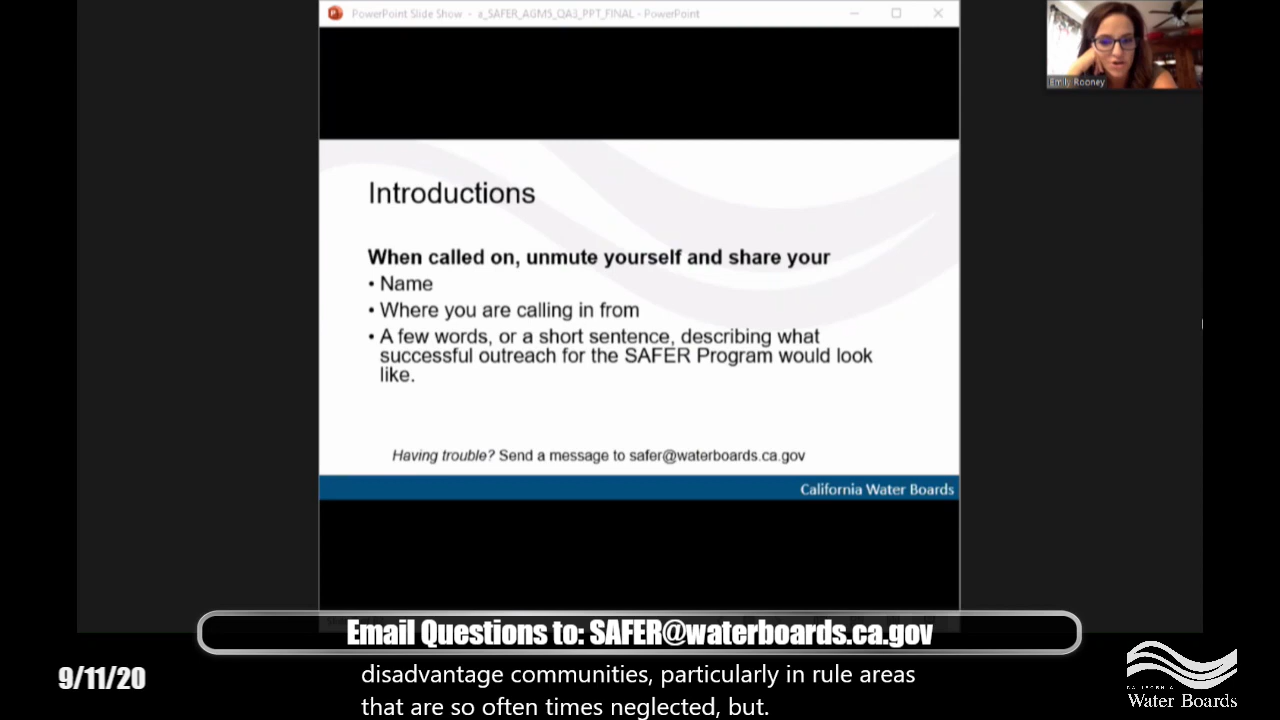 PowerPoint Slide Show - a_SAFER_AGM5_QA3_PPT_FINAL - PowerPoint
Emily Rooney
Introductions
When called on, unmute yourself and share your
• Name
• Where you are calling in from
• A few words, or a short sentence, describing what
successful outreach for the SAFER Program would look
like.
Having trouble? Send a message to safer@waterboards.ca.gov
California Water Boards
Email Questions to: SAFER@waterboards.ca.gov
9/11/20
disadvantage communities, particularly in rule areas
that are so often times neglected, but.
CALIFORNIA
Water Boards